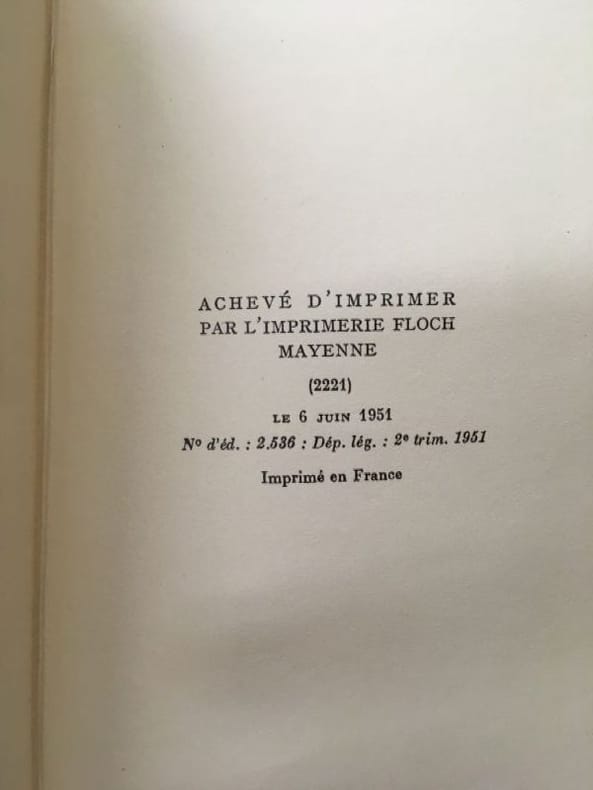 ACHEVÉ D'IMPRIMER
PAR L'IMPRIMERIE FLOCH
MAYENNE
(2221)
LE 6 JUIN 1951
Nº d'éd. : 2.536 : Dép. lég. : 2e trim. 1951
Imprimé en France